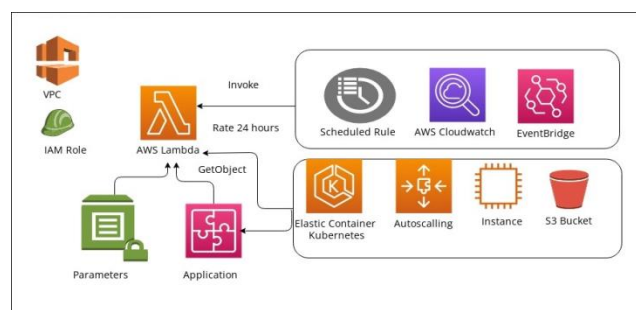 VPC
IAM Role
AWS Lambda
Invoke
Rate 24 hours
Scheduled Rule
AWS Cloudwatch
EventBridge
GetObject
Elastic Container
Kubernetes
Autoscalling
Instance
S3 Bucket
Parameters
Application
K